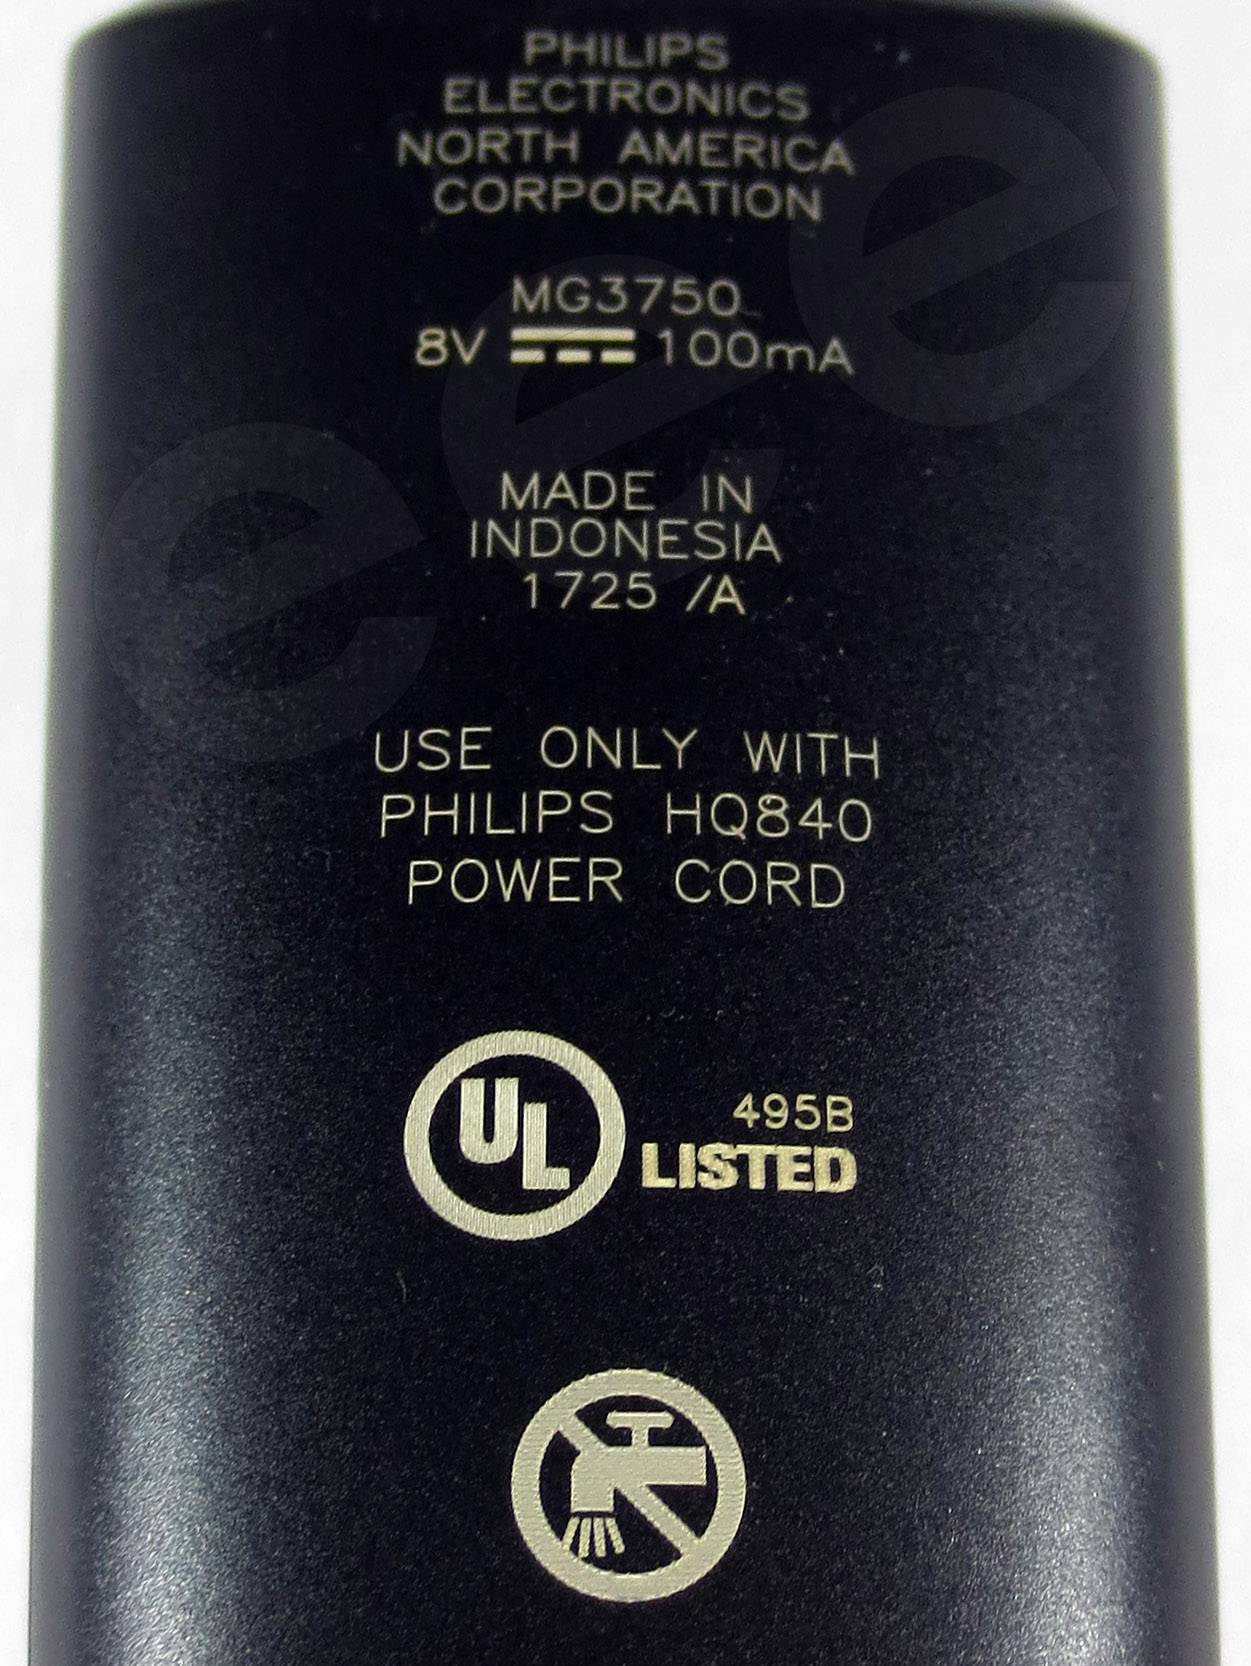 PHILIPS
ELECTRONICS
NORTH AMERICA
CORPORATION
MG3750
8V ⎓ 100mA
MADE IN
INDONESIA
1725 /A
USE ONLY WITH
PHILIPS HQ840
POWER CORD
UL 495B
LISTED
eee